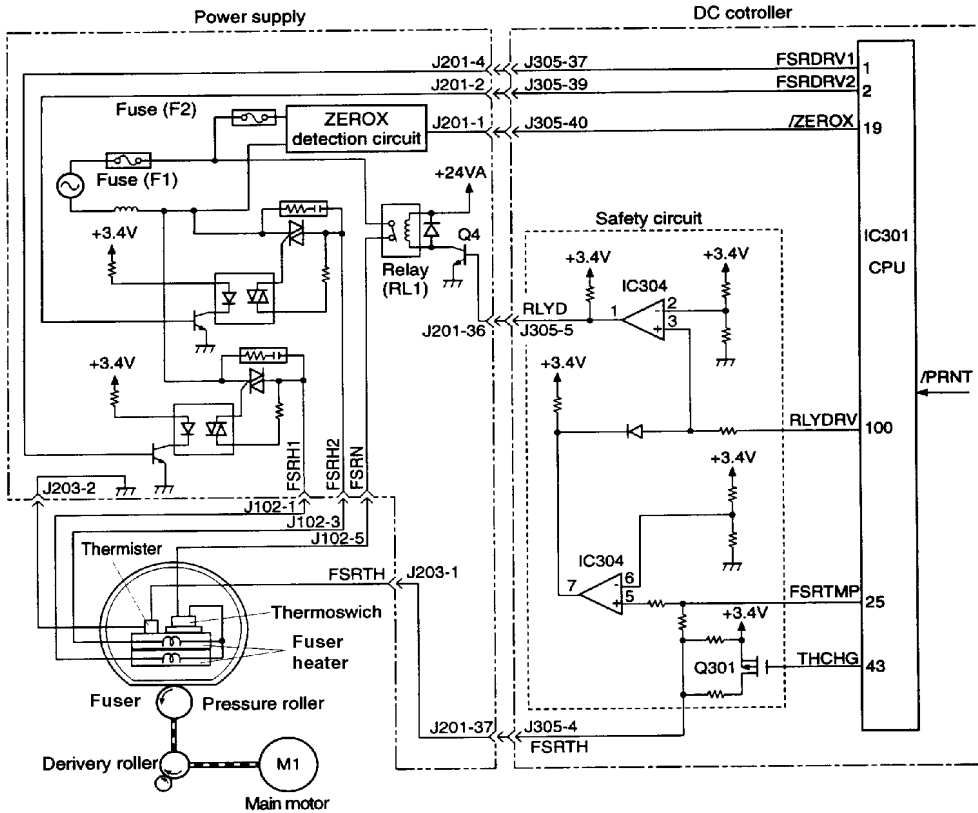 Power supply
DC cotroller
J201-4
J305-37
FSRDRV1
1
J201-2
J305-39
FSRDRV2
2
Fuse (F2)
ZEROX
detection circuit
J201-1
J305-40
/ZEROX
19
Fuse (F1)
+24VA
Safety circuit
+3.4V
Q4
IC301
CPU
Relay
(RL1)
+3.4V
IC304
+3.4V
RLYD
1
2
-
3
+
J201-36
J305-5
+3.4V
+3.4V
/PRNT
RLYDRV
100
+3.4V
FSRH1
FSRH2
FSRN
J203-2
J102-1
J102-3
J102-5
Thermister
IC304
FSRTH
J203-1
7
6
-
5
+
FSRTMP
25
Thermoswich
+3.4V
Fuser
heater
Q301
THCHG
43
Fuser
Pressure roller
J201-37
J305-4
FSRTH
Derivery roller
M1
Main motor